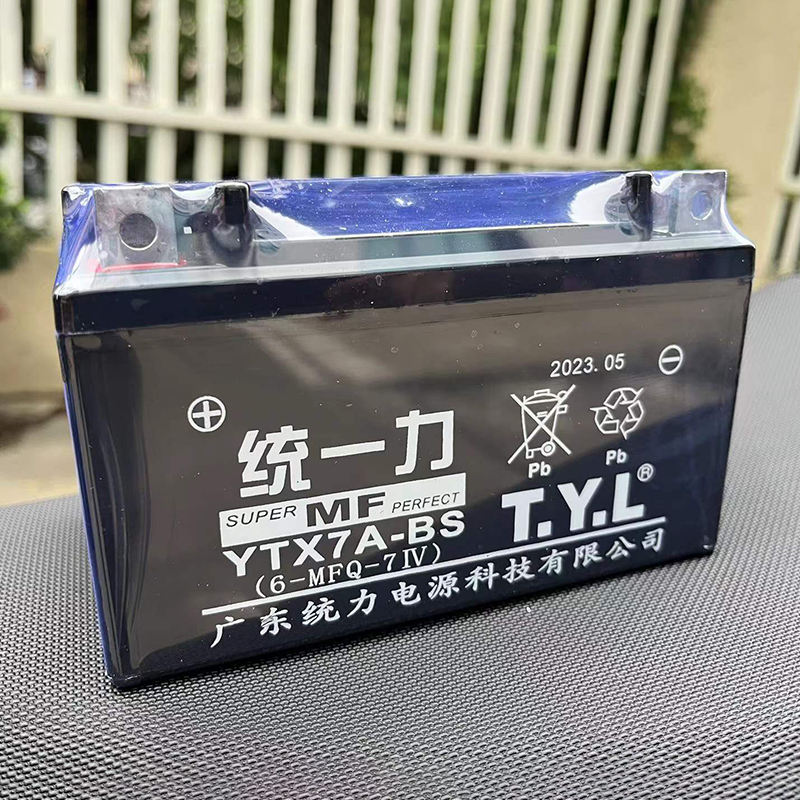 2023.05
+
−
统一力
Pb
Pb
SUPER MF PERFECT
T.Y.L®
YTX7A-BS
(6-MFQ-7Ⅳ)
广东统力电源科技有限公司